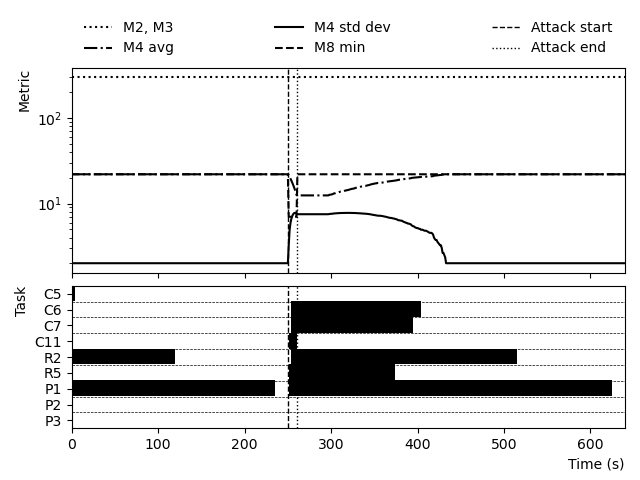 M2, M3 M4 std dev Attack start
M4 avg M8 min Attack end
Metric
10²
10¹
Task
C5
C6
C7
C11
R2
R5
P1
P2
P3
0 100 200 300 400 500 600
Time (s)